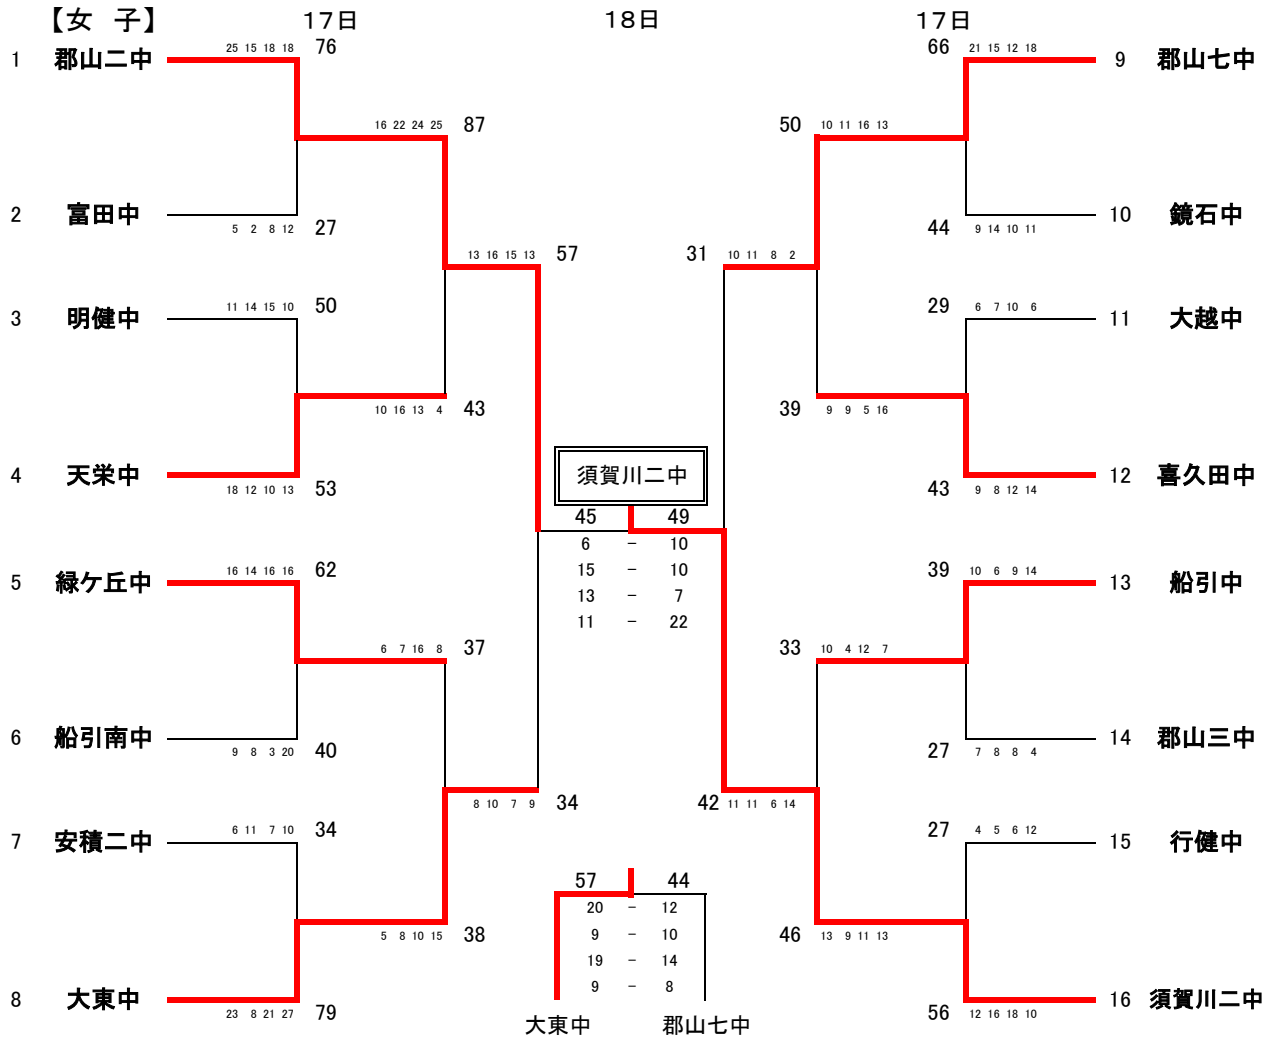 【女 子】 17日 18日 17日
25 15 18 18 76 66 21 15 12 18
1 郡山二中 9 郡山七中
16 22 24 25 87 50 10 11 16 13
2 富田中 10 鏡石中
5 2 8 12 27 44 9 14 10 11
13 16 15 13 57 31 10 11 8 2
11 14 15 10 50 29 6 7 10 6
3 明健中 11 大越中
10 16 13 4 43 39 9 9 5 16
4 天栄中 須賀川二中 12 喜久田中
18 12 10 13 53 43 9 8 12 14
45 49
6 - 10
15 - 10
16 14 16 16 62 39 10 6 9 14
5 緑ケ丘中 13 船引中
13 - 7
11 - 22
6 7 16 8 37 33 10 4 12 7
6 船引南中 14 郡山三中
9 8 3 20 40 27 7 8 8 4
8 10 7 9 34 42 11 11 6 14
6 11 7 10 34 27 4 5 6 12
7 安積二中 15 行健中
57 44
20 - 12
5 8 10 15 38 9 - 10 46 13 9 11 13
19 - 14
9 - 8
8 大東中 16 須賀川二中
23 8 21 27 79 56 12 16 18 10
大東中 郡山七中